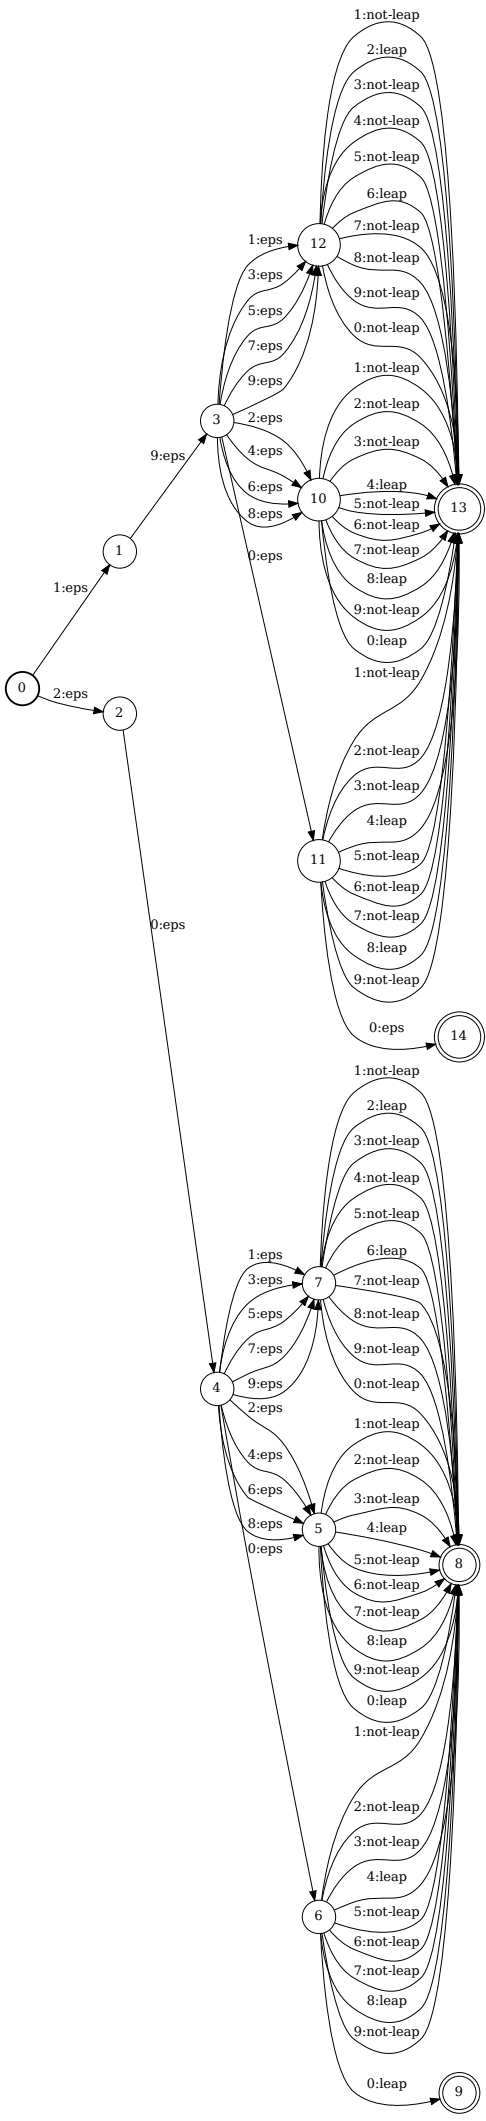 1:not-leap
2:leap
3:not-leap
4:not-leap
5:not-leap
6:leap
7:not-leap
8:not-leap
9:not-leap
0:not-leap
12
1:eps
3:eps
5:eps
7:eps
9:eps
3
2:eps
4:eps
6:eps
8:eps
0:eps
9:eps
1:not-leap
2:not-leap
3:not-leap
4:leap
5:not-leap
6:not-leap
7:not-leap
8:leap
9:not-leap
0:leap
10
13
1
1:eps
0
2:eps
2
1:not-leap
2:not-leap
3:not-leap
4:leap
5:not-leap
6:not-leap
7:not-leap
8:leap
9:not-leap
11
0:eps
14
0:eps
1:not-leap
2:leap
3:not-leap
4:not-leap
5:not-leap
6:leap
7:not-leap
8:not-leap
9:not-leap
0:not-leap
7
1:eps
3:eps
5:eps
7:eps
9:eps
4
2:eps
4:eps
6:eps
8:eps
0:eps
1:not-leap
2:not-leap
3:not-leap
4:leap
5:not-leap
6:not-leap
7:not-leap
8:leap
9:not-leap
0:leap
5
8
1:not-leap
2:not-leap
3:not-leap
4:leap
5:not-leap
6:not-leap
7:not-leap
8:leap
9:not-leap
6
0:leap
9